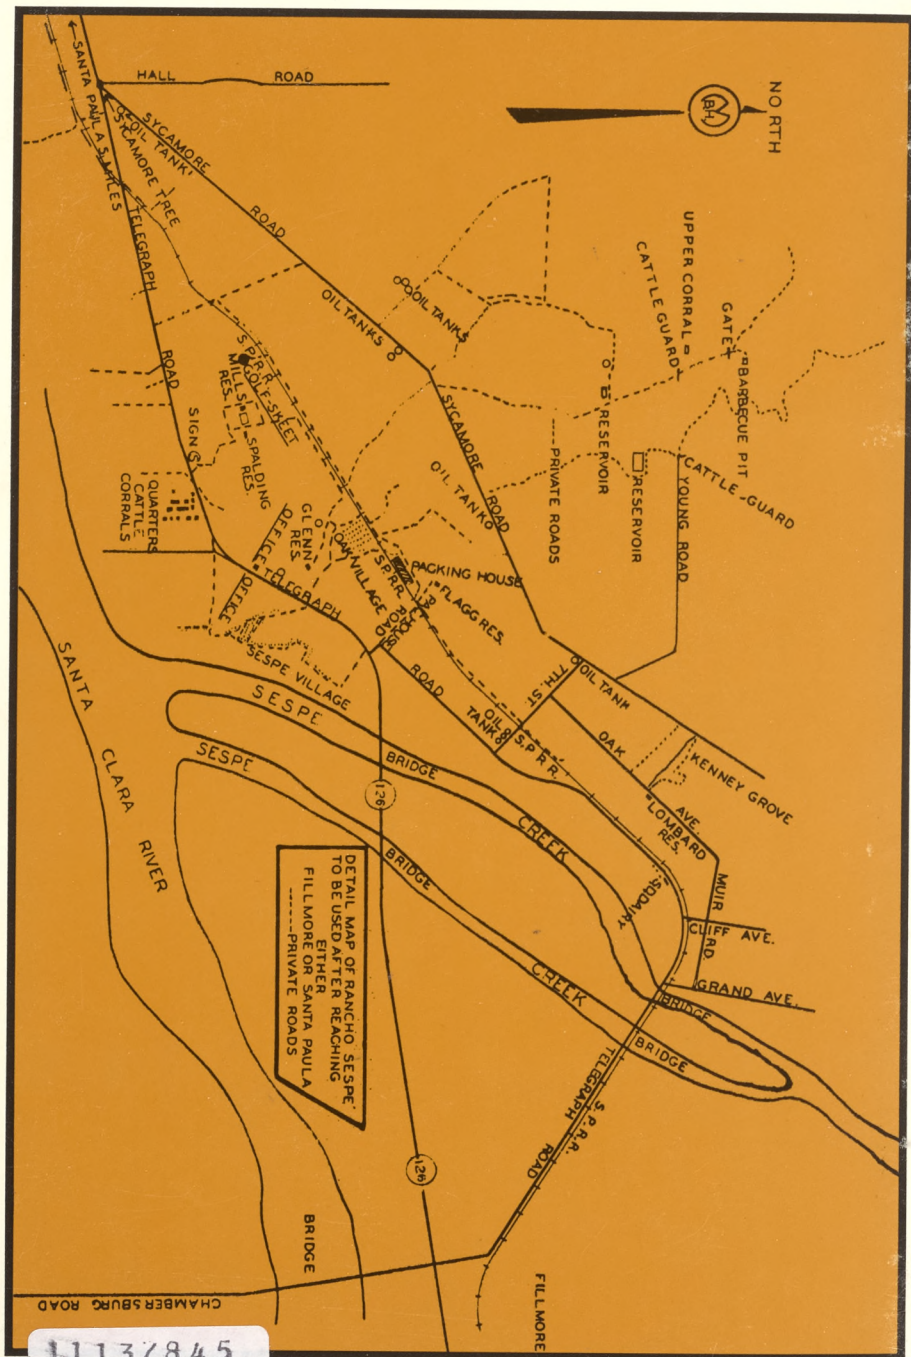 HALL ROAD
NORTH
B.H.
SANTA PAULA 5 MILES
SYCAMORE TREE
OIL TANK
SYCAMORE ROAD
TELEGRAPH ROAD
OIL TANKS
OIL TANKS
UPPER CORRAL
CATTLE GUARD
GATE
BARBECUE PIT
S.P.R.R.
GOLF SKEET
MILLS RES.
SPALDING RES.
SIGNS
QUARTERS
CATTLE
CORRALS
SYCAMORE ROAD
OIL TANK
RESERVOIR
RESERVOIR
PRIVATE ROADS
CATTLE-GUARD
YOUNG ROAD
GLENN RES.
OFFICE
OFFICE
OAK VILLAGE
S.P.R.R.
PACKING HOUSE
FLAGG RES.
TELEGRAPH
ROAD
SESPE VILLAGE
7TH. ST.
OIL TANK
OIL TANKS
S.P.R.R.
OAK AVE.
KENNEY GROVE
LOMBARD RES.
MUIR RD.
DAIRY
CLIFF AVE.
GRAND AVE.
SESPE CREEK
SESPE CREEK
BRIDGE
BRIDGE
BRIDGE
BRIDGE
126
SANTA CLARA RIVER
DETAIL MAP OF RANCHO SESPE
TO BE USED AFTER REACHING
EITHER
FILLMORE OR SANTA PAULA
------PRIVATE ROADS
TELEGRAPH ROAD
S.P.R.R.
126
BRIDGE
FILLMORE
CHAMBERSBURG ROAD
11137845